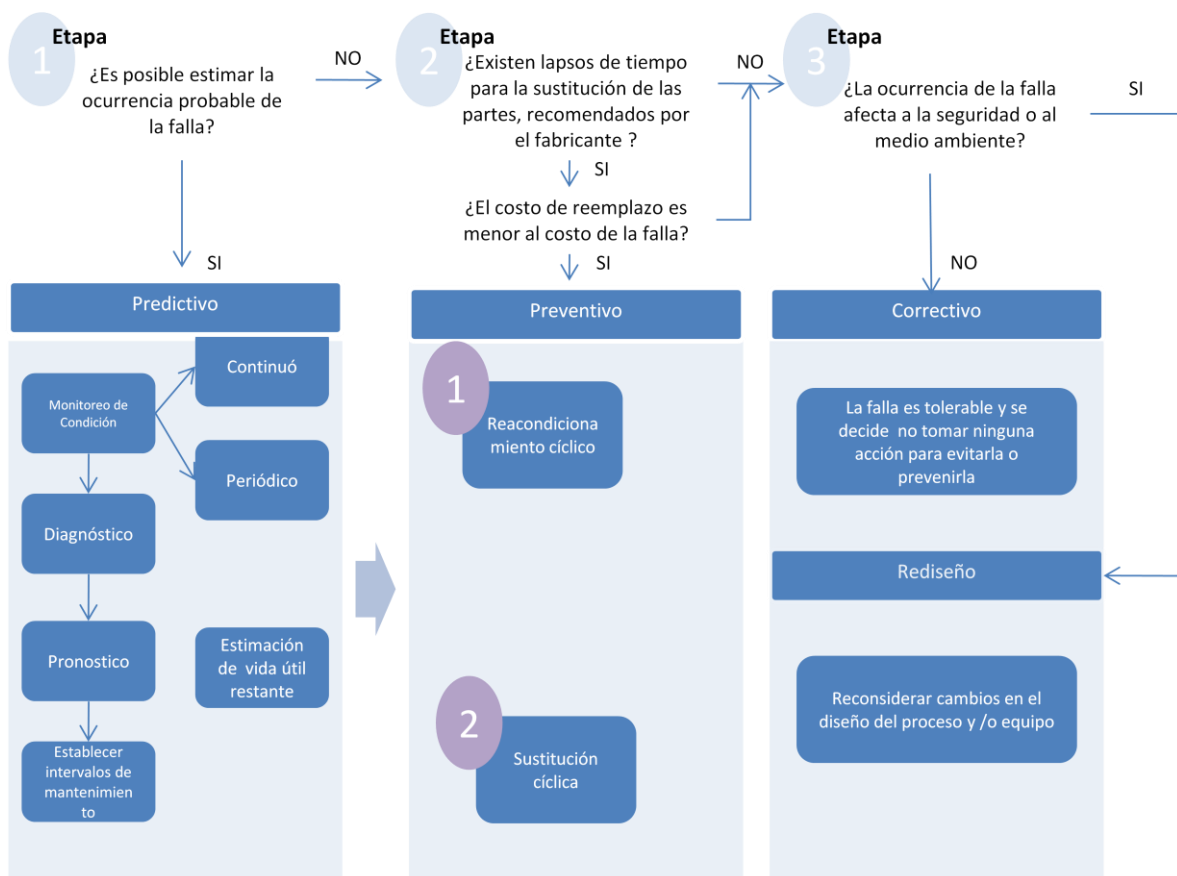 1
Etapa
¿Es posible estimar la
ocurrencia probable de
la falla?
NO
2
Etapa
¿Existen lapsos de tiempo
para la sustitución de las
partes, recomendados por
el fabricante ?
NO
3
Etapa
¿La ocurrencia de la falla
afecta a la seguridad o al
medio ambiente?
SI
SI
¿El costo de reemplazo es
menor al costo de la falla?
SI
SI
NO
Predictivo
Continuó
Monitoreo de
Condición
Periódico
Diagnóstico
Pronostico
Estimación
de vida útil
restante
Establecer
intervalos de
mantenimie
nto
Preventivo
1
Reacondiciona
miento cíclico
2
Sustitución
cíclica
Correctivo
La falla es tolerable y se
decide no tomar ninguna
acción para evitarla o
prevenirla
Rediseño
Reconsiderar cambios en el
diseño del proceso y /o equipo